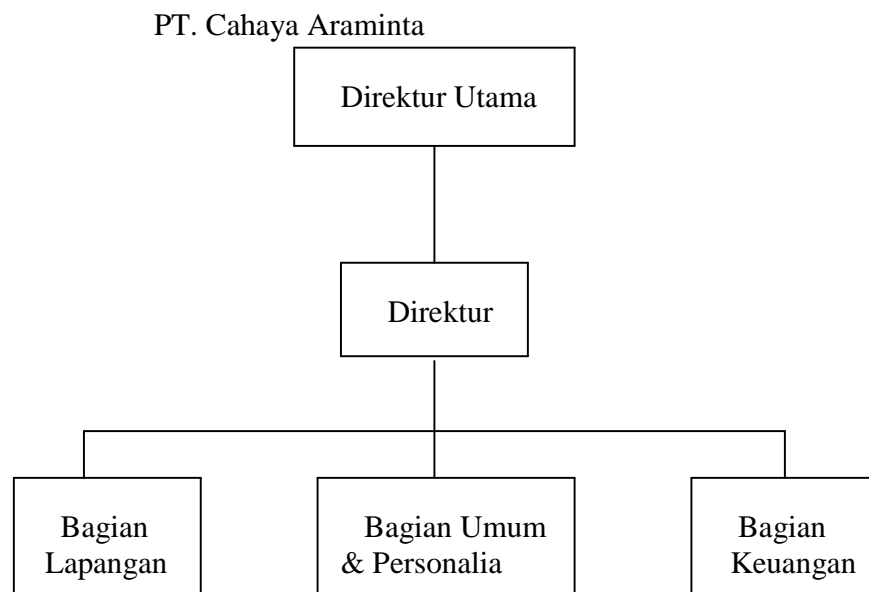 PT. Cahaya Araminta
Direktur Utama
Direktur
Bagian
Lapangan
Bagian Umum
& Personalia
Bagian
Keuangan